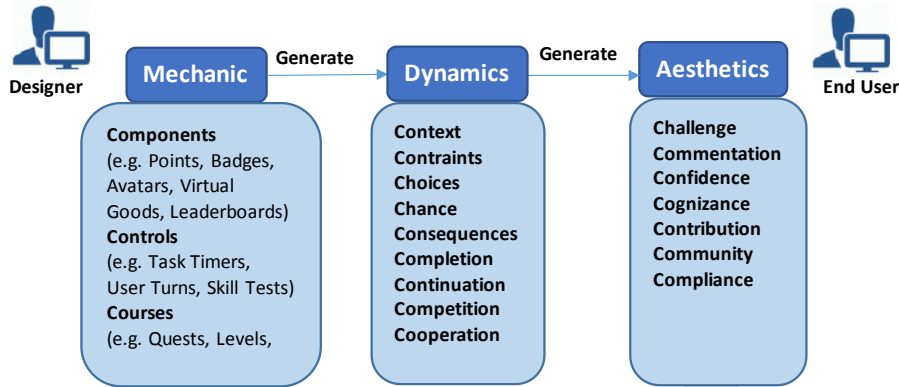 Designer
Mechanic
Generate
Dynamics
Generate
Aesthetics
End User
Components
(e.g. Points, Badges,
Avatars, Virtual
Goods, Leaderboards)
Controls
(e.g. Task Timers,
User Turns, Skill Tests)
Courses
(e.g. Quests, Levels,
Context
Contraints
Choices
Chance
Consequences
Completion
Continuation
Competition
Cooperation
Challenge
Commentation
Confidence
Cognizance
Contribution
Community
Compliance